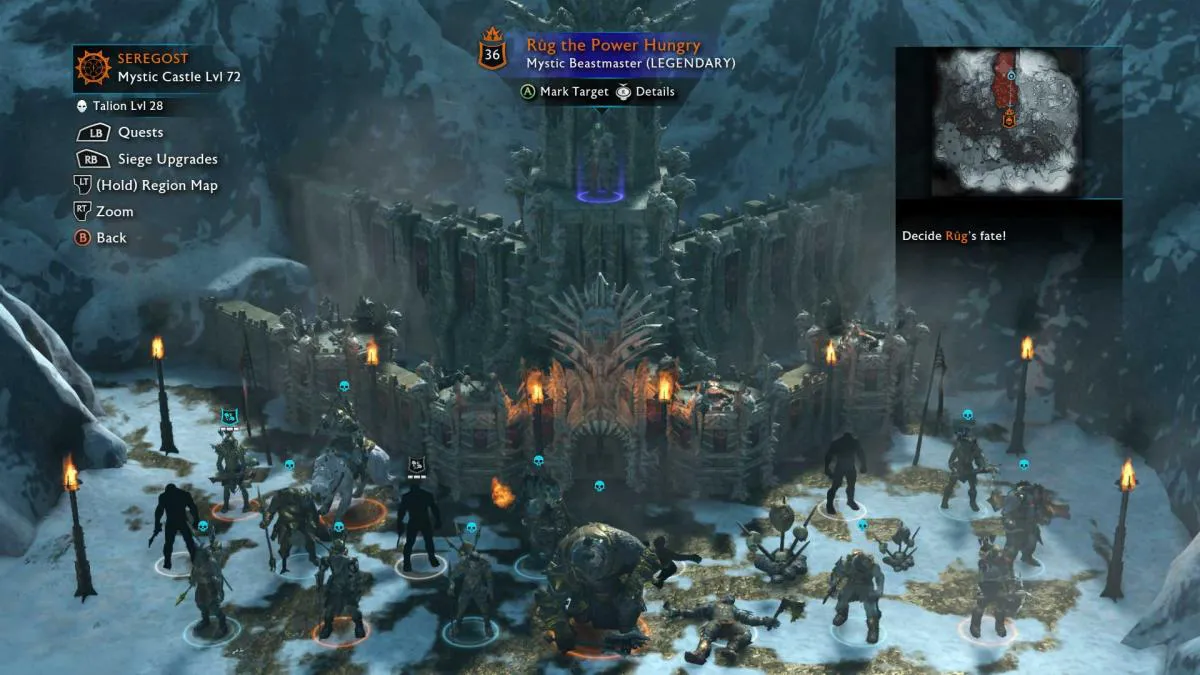 SEREGOST
Mystic Castle Lvl 72
Talion Lvl 28
LB Quests
RB Siege Upgrades
LT (Hold) Region Map
RT Zoom
B Back
36
Rûg the Power Hungry
Mystic Beastmaster (LEGENDARY)
A Mark Target Details
Decide Rûg's fate!